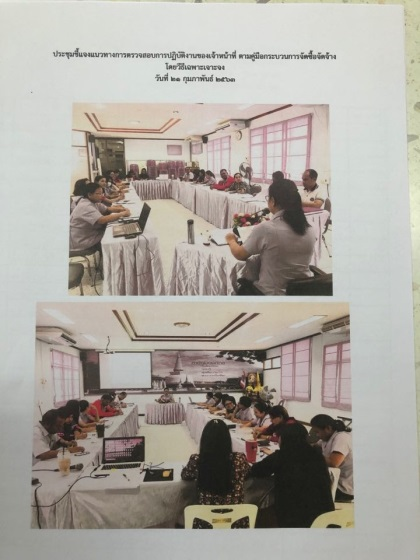 ประชุมชี้แจงแนวทางการตรวจสอบการปฏิบัติงานของเจ้าหน้าที่ ตามคู่มือกระบวนการจัดซื้อจัดจ้าง
โดยวิธีเฉพาะเจาะจง
วันที่ ๒๑ กุมภาพันธ์ ๒๕๖๓